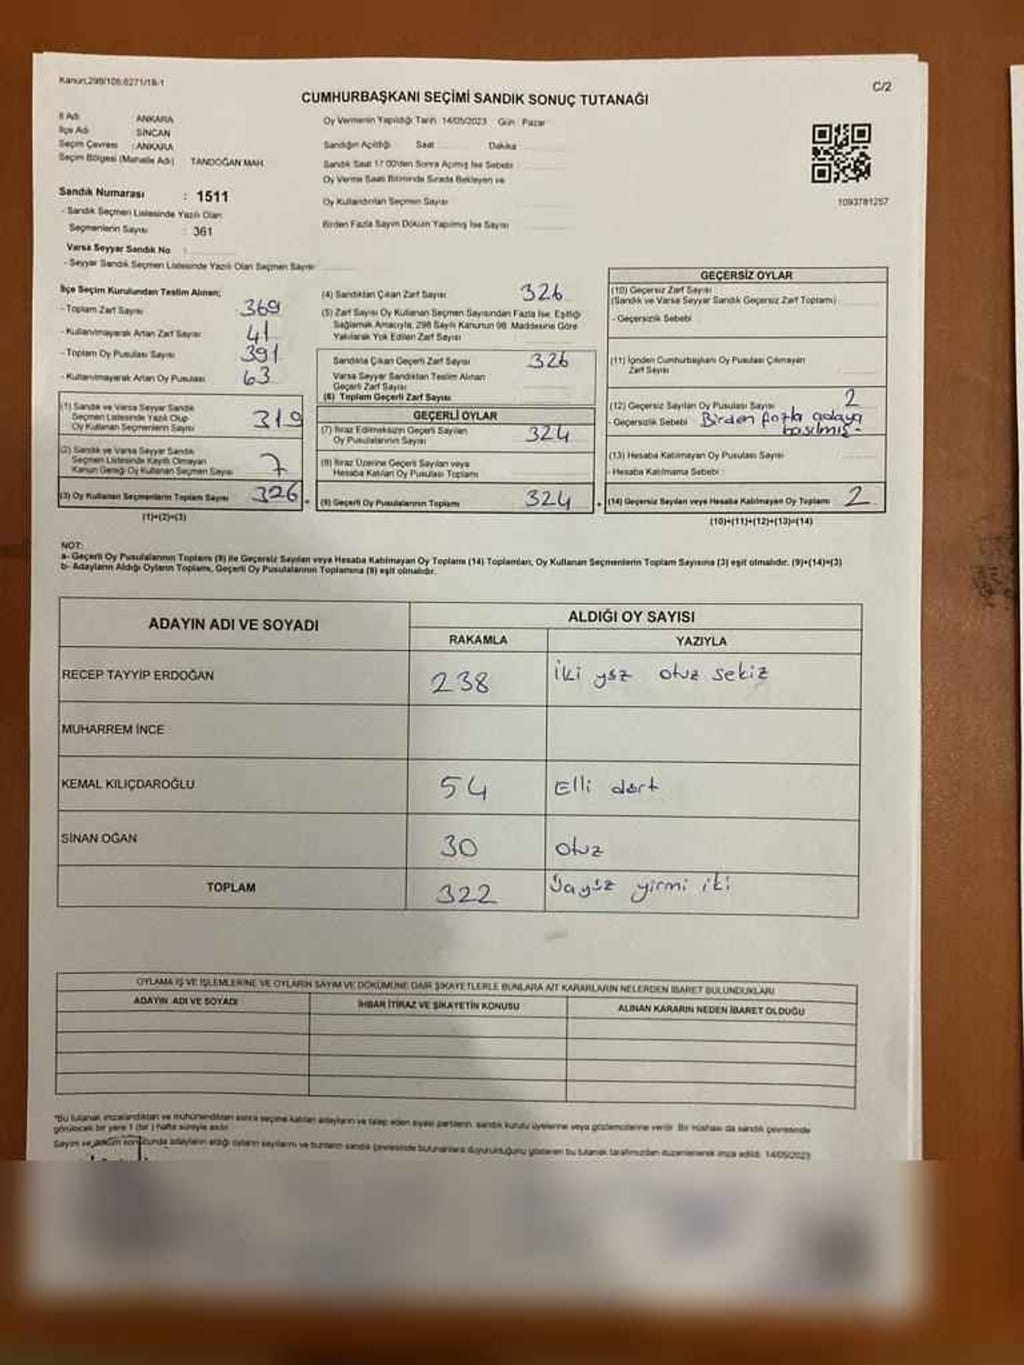 Kanun;298/105;6271/18-1
C/2
CUMHURBAŞKANI SEÇİMİ SANDIK SONUÇ TUTANAĞI
İl Adı : ANKARA
İlçe Adı : SİNCAN
Seçim Çevresi : ANKARA
Seçim Bölgesi (Mahalle Adı) : TANDOĞAN MAH.
Oy Vermenin Yapıldığı Tarih :14/05/2023 Gün : Pazar
Sandığın Açıldığı Saat Dakika
Sandık Saat 17:00'den Sonra Açılmış İse Sebebi
Oy Verme Saati Bitiminde Sırada Bekleyen ve
Oy Kullandırılan Seçmen Sayısı
Birden Fazla Sayım Döküm Yapılmış İse Sayısı
1093781257
Sandık Numarası : 1511
- Sandık Seçmen Listesinde Yazılı Olan
Seçmenlerin Sayısı : 361
Varsa Seyyar Sandık No :
- Seyyar Sandık Seçmen Listesinde Yazılı Olan Seçmen Sayısı
İlçe Seçim Kurulundan Teslim Alınan;
- Toplam Zarf Sayısı 369
- Kullanılmayarak Artan Zarf Sayısı 41
- Toplam Oy Pusulası Sayısı 391
- Kullanılmayarak Artan Oy Pusulası 63
(1) Sandık ve Varsa Seyyar Sandık
Seçmen Listesinde Yazılı Olup
Oy Kullanan Seçmenlerin Sayısı 319
(2) Sandık ve Varsa Seyyar Sandık
Seçmen Listesinde Kayıtlı Olmayan
Kanun Gereği Oy Kullanan Seçmen Sayısı 7
(3) Oy Kullanan Seçmenlerin Toplam Sayısı 326
(1)+(2)=(3)
(4) Sandıktan Çıkan Zarf Sayısı 326
(5) Zarf Sayısı Oy Kullanan Seçmen Sayısından Fazla İse, Eşitliği
Sağlamak Amacıyla, 298 Sayılı Kanunun 98. Maddesine Göre
Yakılarak Yok Edilen Zarf Sayısı
Sandıkta Çıkan Geçerli Zarf Sayısı 326
Varsa Seyyar Sandıktan Teslim Alınan
Geçerli Zarf Sayısı
(6) Toplam Geçerli Zarf Sayısı
GEÇERLİ OYLAR
(7) İtiraz Edilmeksizin Geçerli Sayılan
Oy Pusulalarının Sayısı 324
(8) İtiraz Üzerine Geçerli Sayılan veya
Hesaba Katılan Oy Pusulası Toplamı
(9) Geçerli Oy Pusulalarının Toplamı 324
GEÇERSİZ OYLAR
(10) Geçersiz Zarf Sayısı
(Sandık ve Varsa Seyyar Sandık Geçersiz Zarf Toplamı)
- Geçersizlik Sebebi
(11) İçinden Cumhurbaşkanı Oy Pusulası Çıkmayan
Zarf Sayısı
(12) Geçersiz Sayılan Oy Pusulası Sayısı 2
- Geçersizlik Sebebi Birden fazla adaya
basılmış-
(13) Hesaba Katılmayan Oy Pusulası Sayısı
- Hesaba Katılmama Sebebi
(14) Geçersiz Sayılan veya Hesaba Katılmayan Oy Toplamı 2
(10)+(11)+(12)+(13)=(14)
NOT:
a- Geçerli Oy Pusulalarının Toplamı (9) ile Geçersiz Sayılan veya Hesaba Katılmayan Oy Toplamı (14) Toplamları, Oy Kullanan Seçmenlerin Toplam Sayısına (3) eşit olmalıdır. (9)+(14)=(3)
b- Adayların Aldığı Oyların Toplamı, Geçerli Oy Pusulalarının Toplamına (9) eşit olmalıdır.
ADAYIN ADI VE SOYADI
ALDIĞI OY SAYISI
RAKAMLA YAZIYLA
RECEP TAYYİP ERDOĞAN 238 İki yüz otuz sekiz
MUHARREM İNCE
KEMAL KILIÇDAROĞLU 54 Elli dört
SİNAN OĞAN 30 otuz
TOPLAM 322 Üçyüz yirmi iki
OYLAMA İŞ VE İŞLEMLERİNE VE OYLARIN SAYIM VE DÖKÜMÜNE DAİR ŞİKAYETLERLE BUNLARA AİT KARARLARIN NELERDEN İBARET BULUNDUKLARI
ADAYIN ADI VE SOYADI İHBAR İTİRAZ VE ŞİKAYETİN KONUSU ALINAN KARARIN NEDEN İBARET OLDUĞU
*Bu tutanak imzalandıktan ve mühürlendikten sonra seçime katılan adayların ve talep eden siyasi partilerin, sandık kurulu üyelerine veya gözlemcilerine verilir. Bir nüshası da sandık çevresinde
görülecek bir yere 1 (bir) hafta süreyle asılır.
Sayım ve döküm sonucunda adayların aldığı oyların sayılarını ve bunların sandık çevresinde bulunanlara duyurulduğunu gösteren bu tutanak tarafımızdan düzenlenerek imza edildi. 14/05/2023